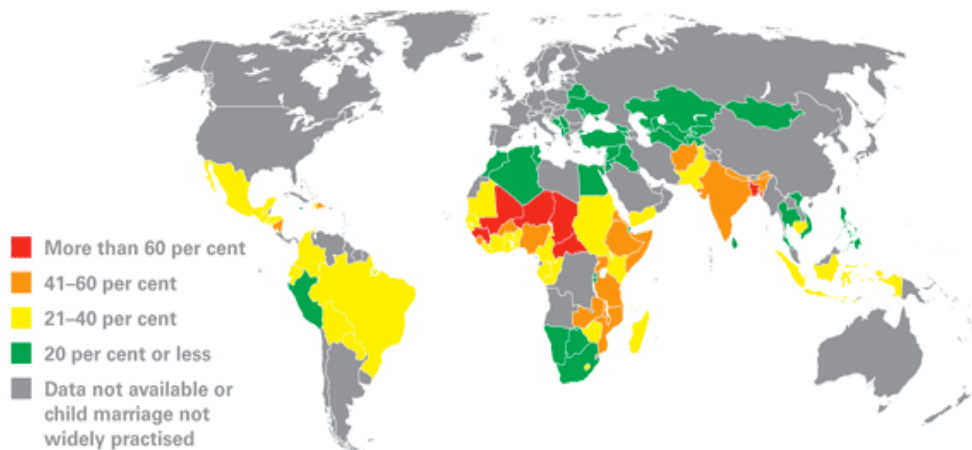 More than 60 per cent
41–60 per cent
21–40 per cent
20 per cent or less
Data not available or
child marriage not
widely practised